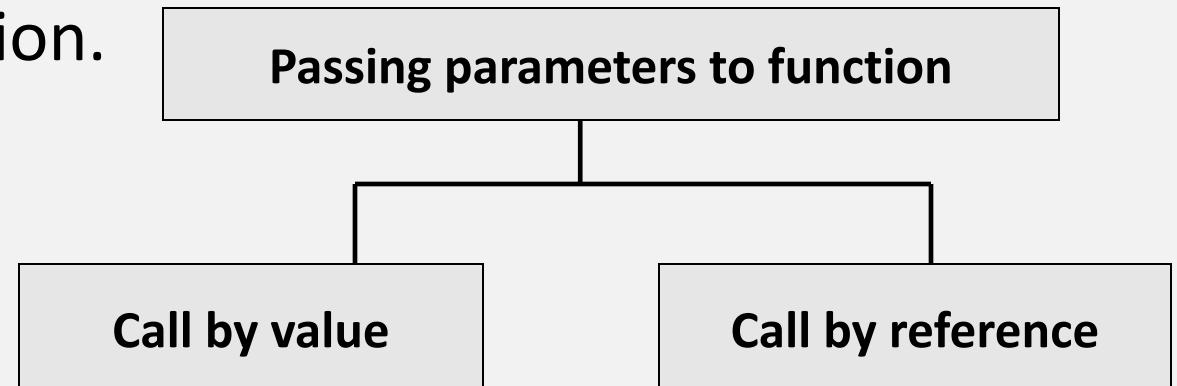 ion.
Passing parameters to function
Call by value
Call by reference